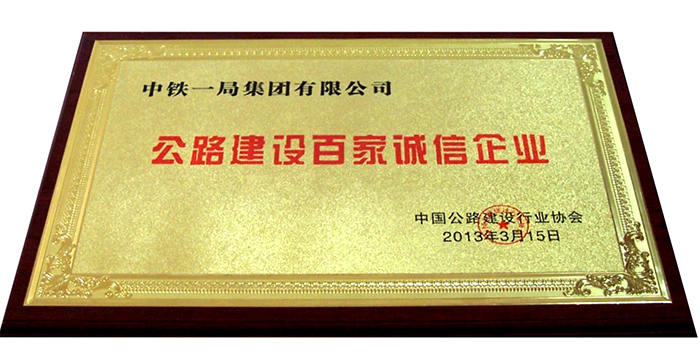 中铁一局集团有限公司
公路建设百家诚信企业
中国公路建设行业协会
2013年3月15日